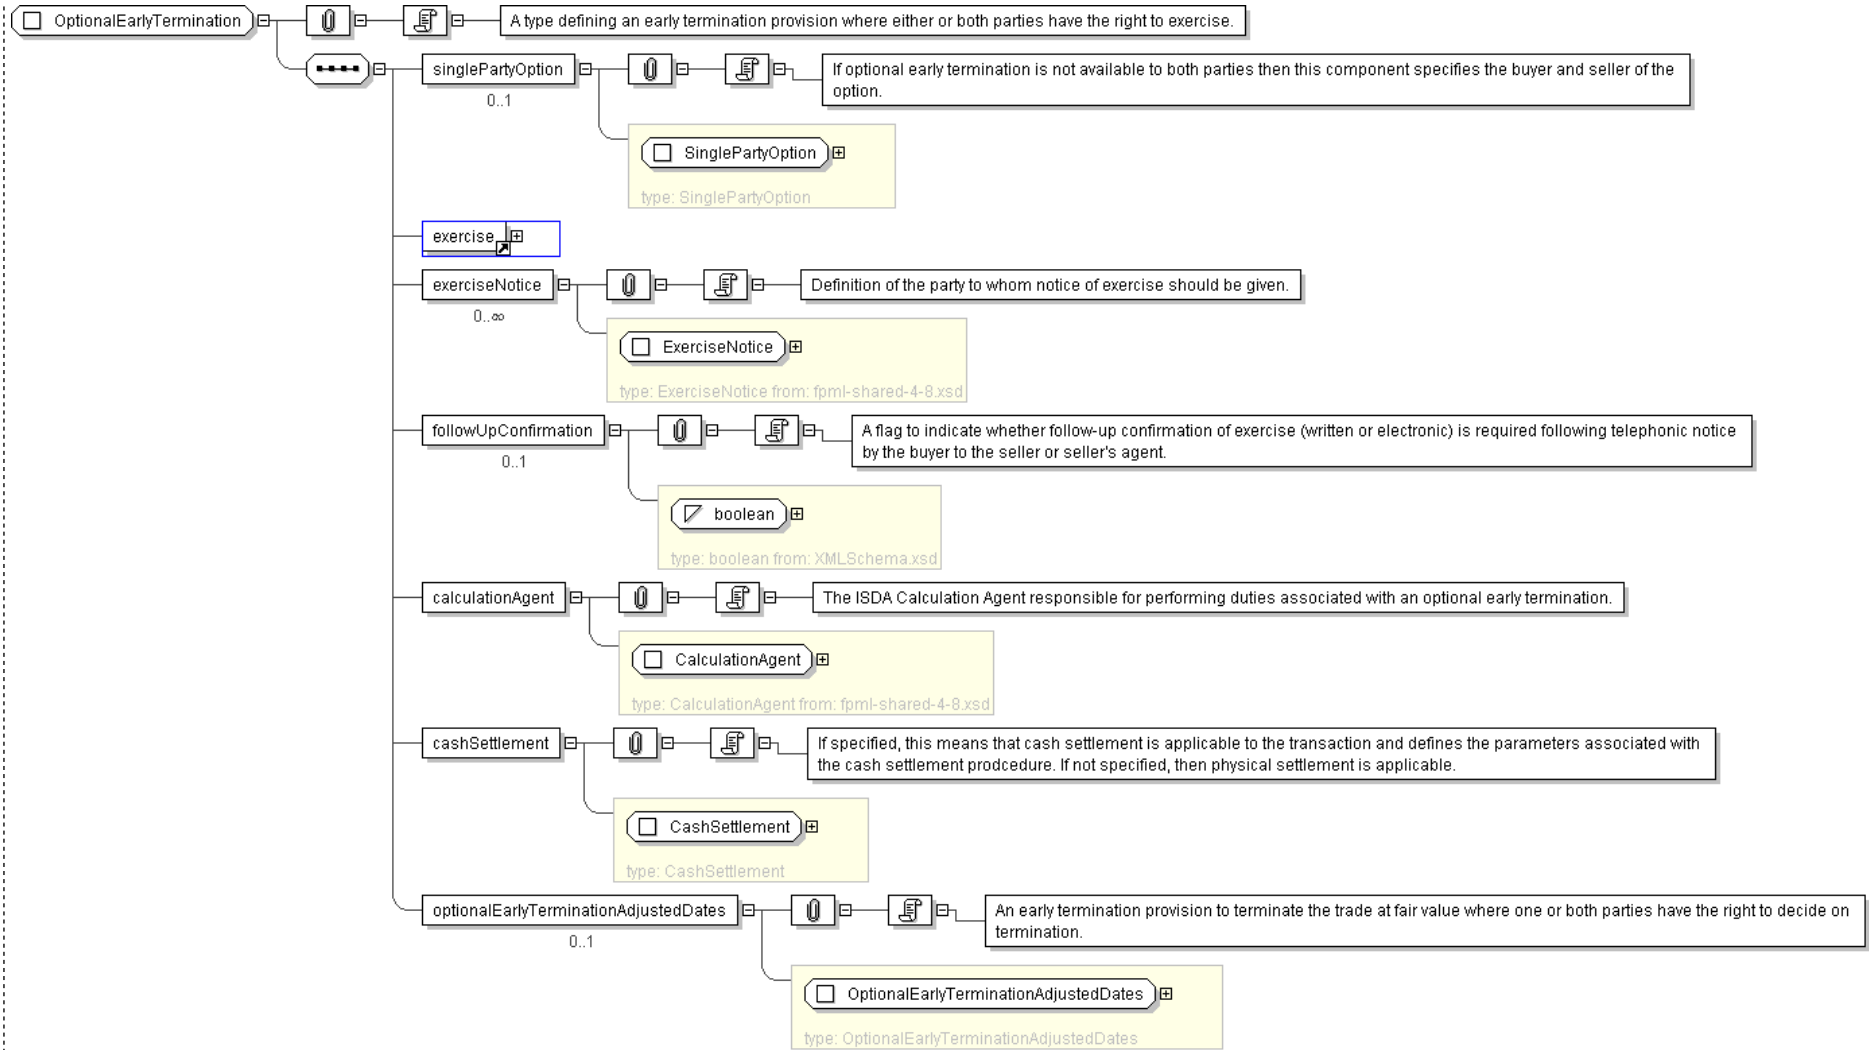 OptionalEarlyTermination
A type defining an early termination provision where either or both parties have the right to exercise.
singlePartyOption
0..1
If optional early termination is not available to both parties then this component specifies the buyer and seller of the
option.
SinglePartyOption
type: SinglePartyOption
exercise
exerciseNotice
0..∞
Definition of the party to whom notice of exercise should be given.
ExerciseNotice
type: ExerciseNotice from: fpml-shared-4-8.xsd
followUpConfirmation
0..1
A flag to indicate whether follow-up confirmation of exercise (written or electronic) is required following telephonic notice
by the buyer to the seller or seller's agent.
boolean
type: boolean from: XMLSchema.xsd
calculationAgent
The ISDA Calculation Agent responsible for performing duties associated with an optional early termination.
CalculationAgent
type: CalculationAgent from: fpml-shared-4-8.xsd
cashSettlement
If specified, this means that cash settlement is applicable to the transaction and defines the parameters associated with
the cash settlement prodcedure. If not specified, then physical settlement is applicable.
CashSettlement
type: CashSettlement
optionalEarlyTerminationAdjustedDates
0..1
An early termination provision to terminate the trade at fair value where one or both parties have the right to decide on
termination.
OptionalEarlyTerminationAdjustedDates
type: OptionalEarlyTerminationAdjustedDates